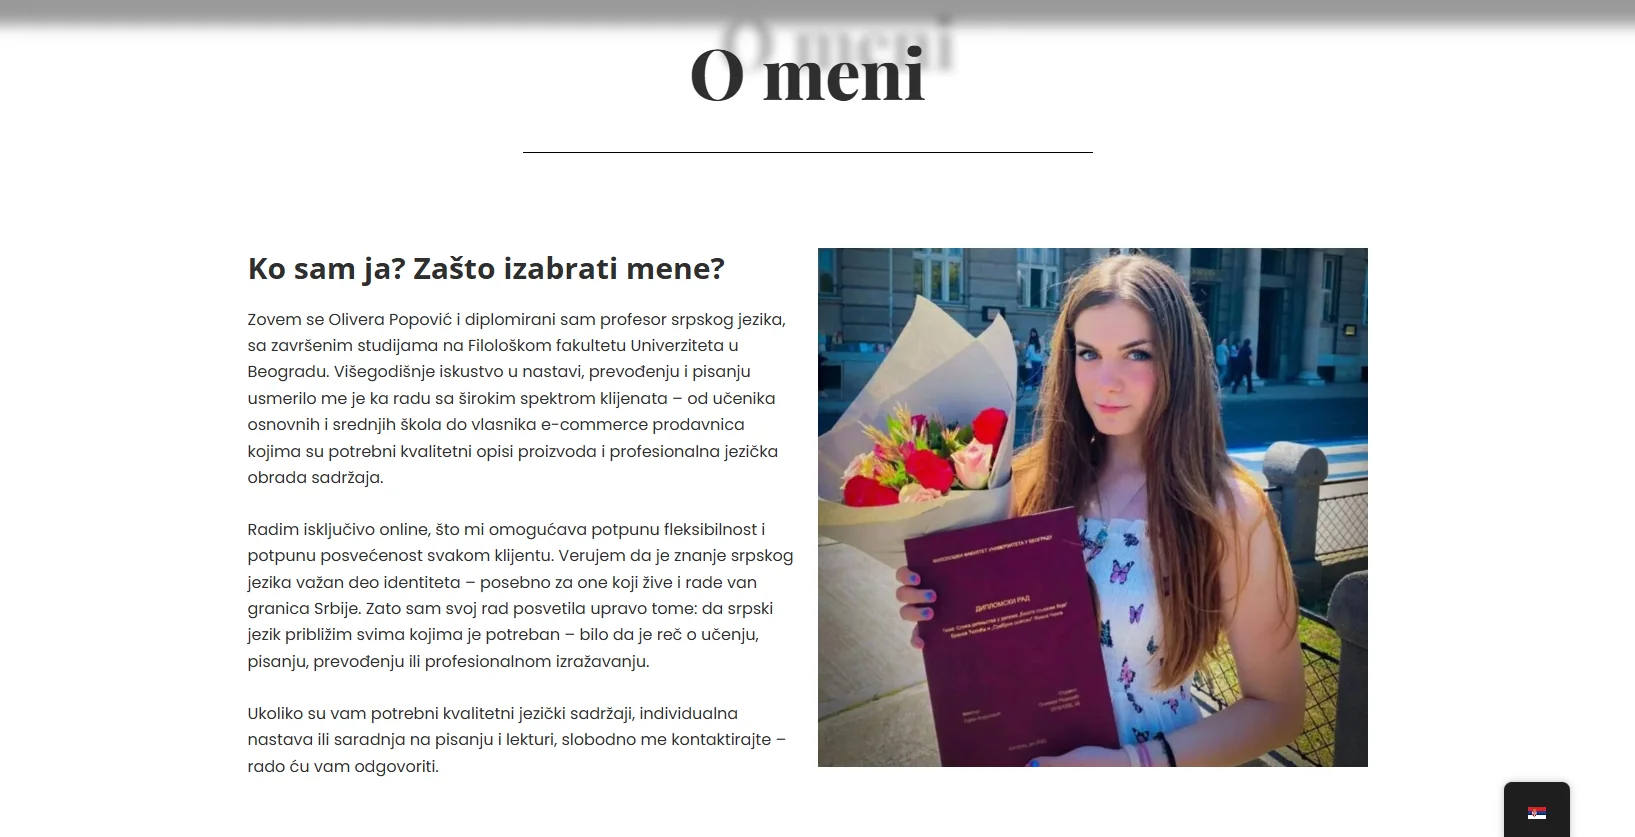 O meni
Ko sam ja? Zašto izabrati mene?
Zovem se Olivera Popović i diplomirani sam profesor srpskog jezika,
sa završenim studijama na Filološkom fakultetu Univerziteta u
Beogradu. Višegodišnje iskustvo u nastavi, prevođenju i pisanju
usmerilo me je ka radu sa širokim spektrom klijenata – od učenika
osnovnih i srednjih škola do vlasnika e-commerce prodavnica
kojima su potrebni kvalitetni opisi proizvoda i profesionalna jezička
obrada sadržaja.
Radim isključivo online, što mi omogućava potpunu fleksibilnost i
potpunu posvećenost svakom klijentu. Verujem da je znanje srpskog
jezika važan deo identiteta – posebno za one koji žive i rade van
granica Srbije. Zato sam svoj rad posvetila upravo tome: da srpski
jezik približim svima kojima je potreban – bilo da je reč o učenju,
pisanju, prevođenju ili profesionalnom izražavanju.
Ukoliko su vam potrebni kvalitetni jezički sadržaji, individualna
nastava ili saradnja na pisanju i lekturi, slobodno me kontaktirajte –
rado ću vam odgovoriti.
ФИЛОЛОШКИ ФАКУЛТЕТ УНИВЕРЗИТЕТА У БЕОГРАДУ
ДИПЛОМСКИ РАД